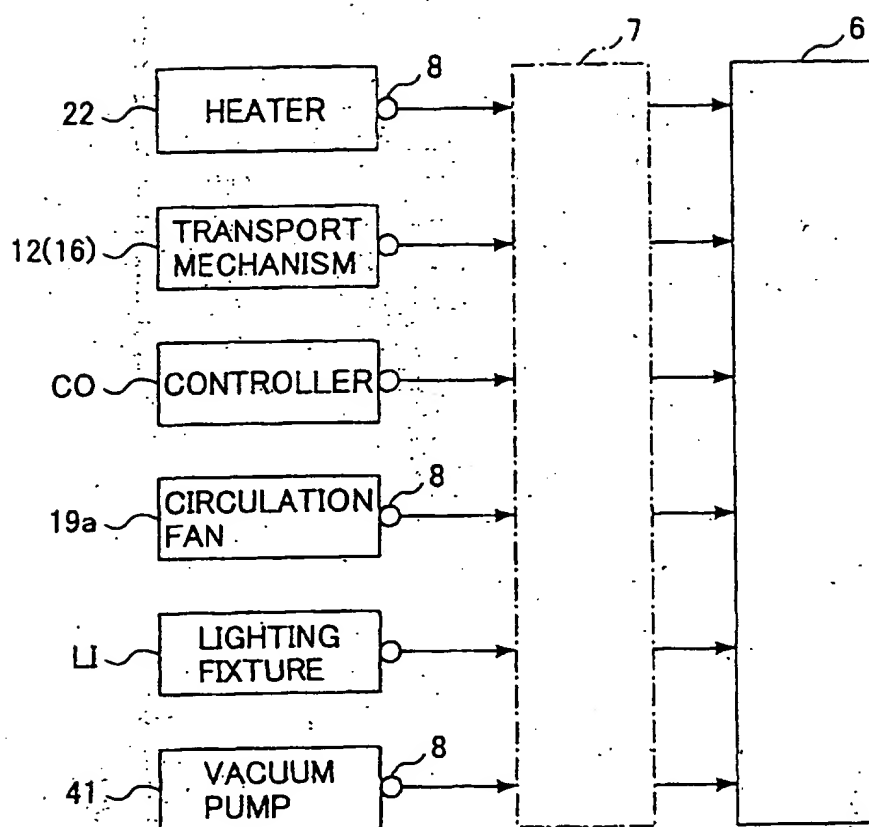 7
6
8
22
HEATER
12(16)
TRANSPORT
MECHANISM
CO
CONTROLLER
8
19a
CIRCULATION
FAN
LI
LIGHTING
FIXTURE
8
41
VACUUM
PUMP